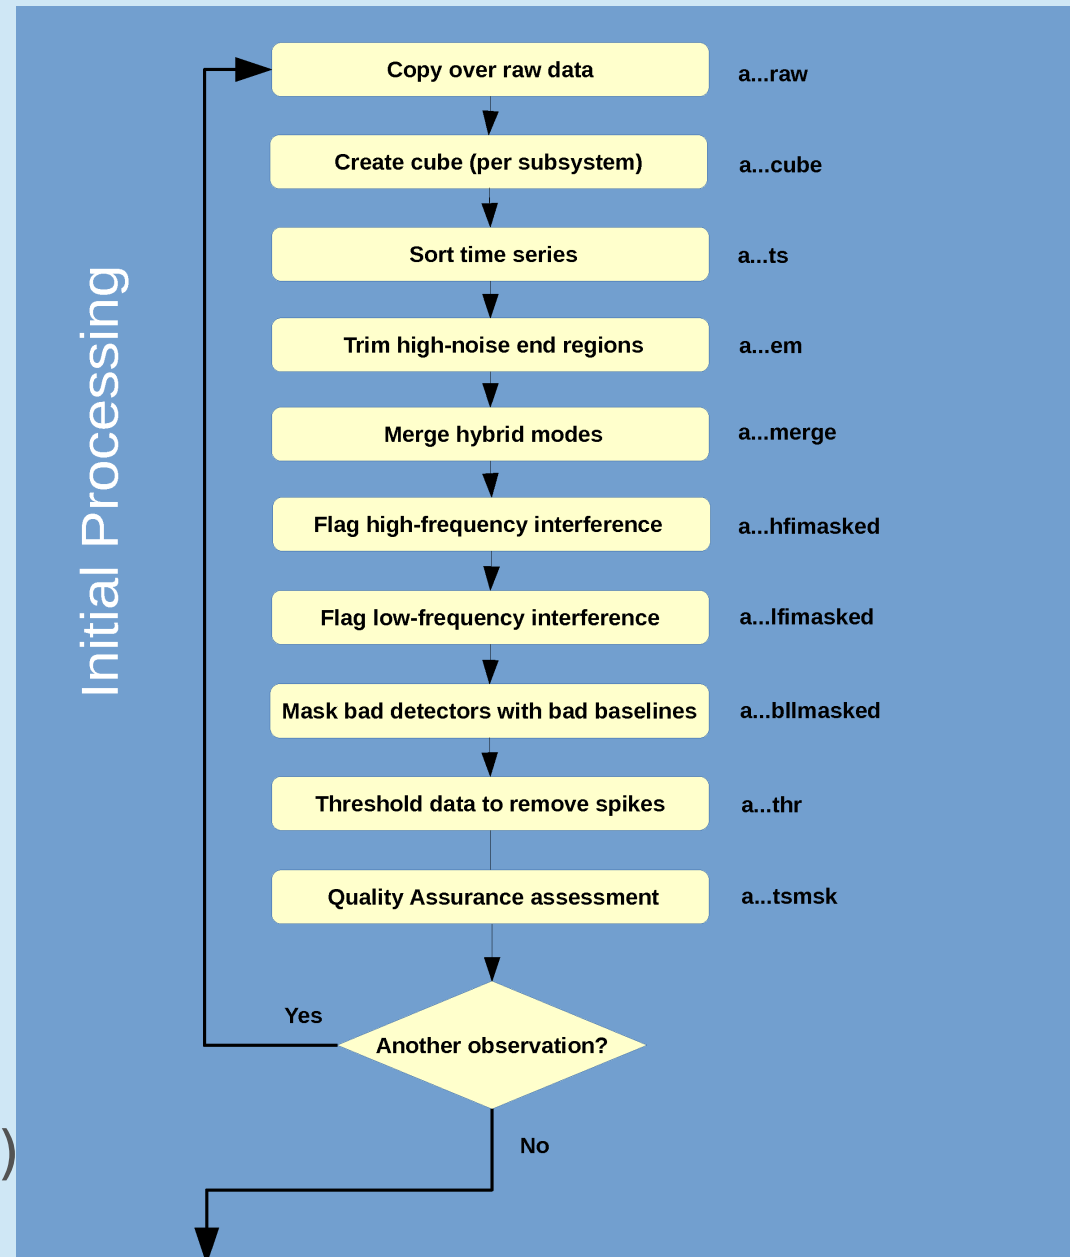 Initial Processing
Copy over raw data
a...raw
Create cube (per subsystem)
a...cube
Sort time series
a...ts
Trim high-noise end regions
a...em
Merge hybrid modes
a...merge
Flag high-frequency interference
a...hfimasked
Flag low-frequency interference
a...lfimasked
Mask bad detectors with bad baselines
a...bllmasked
Threshold data to remove spikes
a...thr
Quality Assurance assessment
a...tsmsk
Yes
Another observation?
)
No